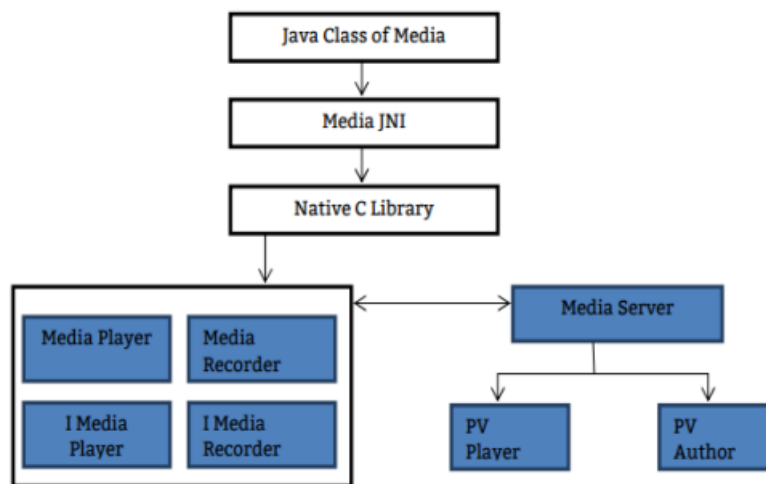 Java Class of Media
Media JNI
Native C Library
Media Player
Media
Recorder
I Media
Player
I Media
Recorder
Media Server
PV
Player
PV
Author